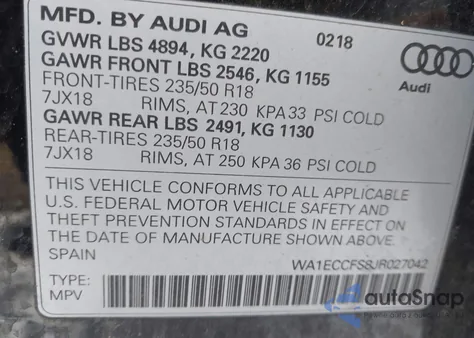 MFD. BY AUDI AG 0218
GVWR LBS 4894, KG 2220
GAWR FRONT LBS 2546, KG 1155
FRONT-TIRES 235/50 R18
7JX18 RIMS, AT 230 KPA 33 PSI COLD
GAWR REAR LBS 2491, KG 1130
REAR-TIRES 235/50 R18
7JX18 RIMS, AT 250 KPA 36 PSI COLD
Audi
THIS VEHICLE CONFORMS TO ALL APPLICABLE
U.S. FEDERAL MOTOR VEHICLE SAFETY AND
THEFT PREVENTION STANDARDS IN EFFECT ON
THE DATE OF MANUFACTURE SHOWN ABOVE.
SPAIN WA1ECCFS8JR027042
TYPE:
MPV
autoSnap